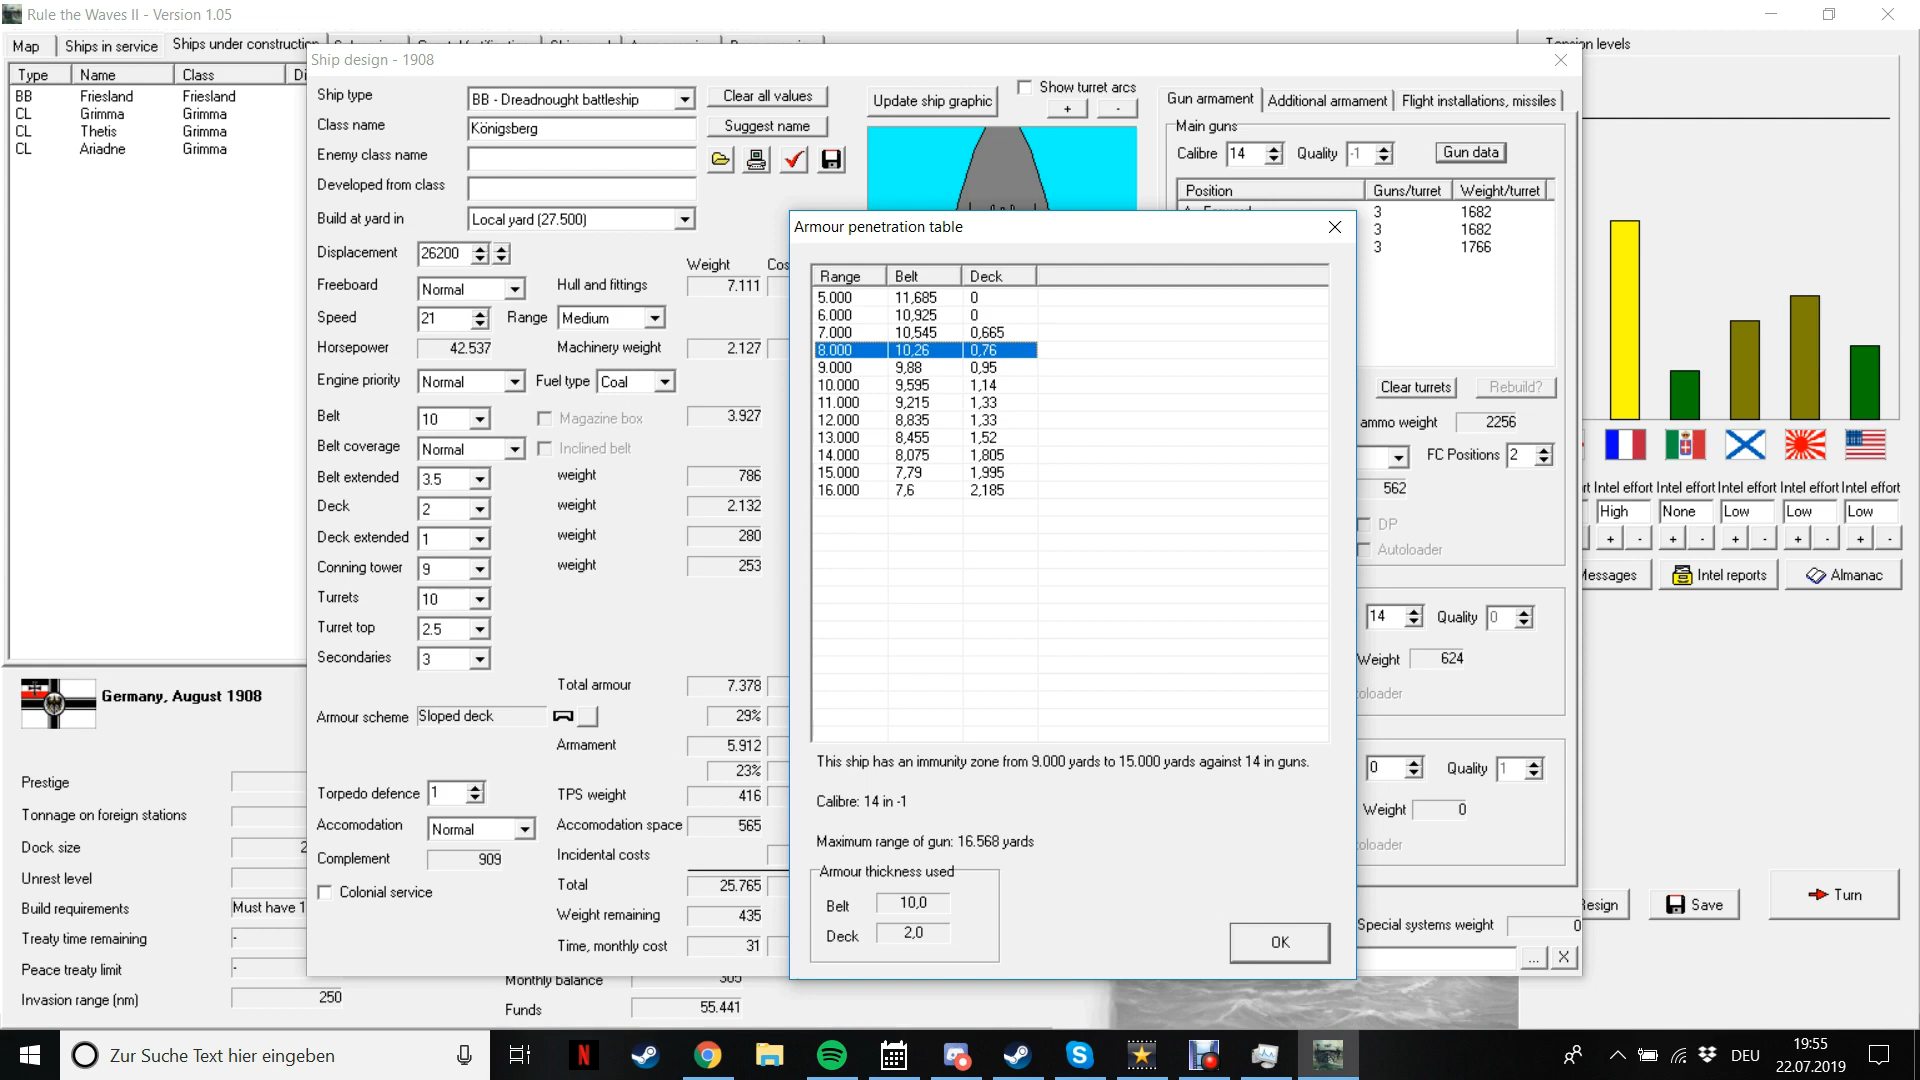 Rule the Waves II - Version 1.05
Map
Ships in service
Ships under construction
Tension levels
Type Name Class
BB Friesland Friesland
CL Grimma Grimma
CL Thetis Grimma
CL Ariadne Grimma
Ship design - 1908
Ship type BB - Dreadnought battleship Clear all values
Class name Königsberg Suggest name
Enemy class name
Developed from class
Build at yard in Local yard (27.500)
Displacement 26200
Weight
Freeboard Normal Hull and fittings 7.111
Speed 21 Range Medium
Horsepower 42.537 Machinery weight 2.127
Engine priority Normal Fuel type Coal
Belt 10 Magazine box 3.927
Belt coverage Normal Inclined belt
Belt extended 3.5 weight 786
Deck 2 weight 2.132
Deck extended 1 weight 280
Conning tower 9 weight 253
Turrets 10
Turret top 2.5
Secondaries 3
Total armour 7.378
Armour scheme Sloped deck 29%
Armament 5.912
23%
Torpedo defence 1 TPS weight 416
Accomodation Normal Accomodation space 565
Complement 909 Incidental costs
Colonial service
Total 25.765
Weight remaining 435
Time, monthly cost 31
Update ship graphic
Show turret arcs
+ -
Gun armament Additional armament Flight installations, missiles
Main guns
Calibre 14 Quality -1 Gun data
Position Guns/turret Weight/turret
3 1682
3 1682
3 1766
Clear turrets Rebuild?
ammo weight 2256
FC Positions 2
562
DP
Autoloader
14 Quality 0
Weight 624
0 Quality 1
Weight 0
Special systems weight 0
... X
Armour penetration table
Range Belt Deck
5.000 11,685 0
6.000 10,925 0
7.000 10,545 0,665
8.000 10,26 0,76
9.000 9,88 0,95
10.000 9,595 1,14
11.000 9,215 1,33
12.000 8,835 1,33
13.000 8,455 1,52
14.000 8,075 1,805
15.000 7,79 1,995
16.000 7,6 2,185
This ship has an immunity zone from 9.000 yards to 15.000 yards against 14 in guns.
Calibre: 14 in -1
Maximum range of gun: 16.568 yards
Armour thickness used
Belt 10,0
Deck 2,0
OK
Intel effort Intel effort Intel effort Intel effort Intel effort
High None Low Low Low
+ - + - + - + - + -
Intel reports Almanac
Save
Turn
Germany, August 1908
Prestige
Tonnage on foreign stations
Dock size
Unrest level
Build requirements Must have 1
Treaty time remaining -
Peace treaty limit -
Invasion range (nm) 250
Monthly balance
Funds 55.441
Zur Suche Text hier eingeben
DEU
19:55
22.07.2019